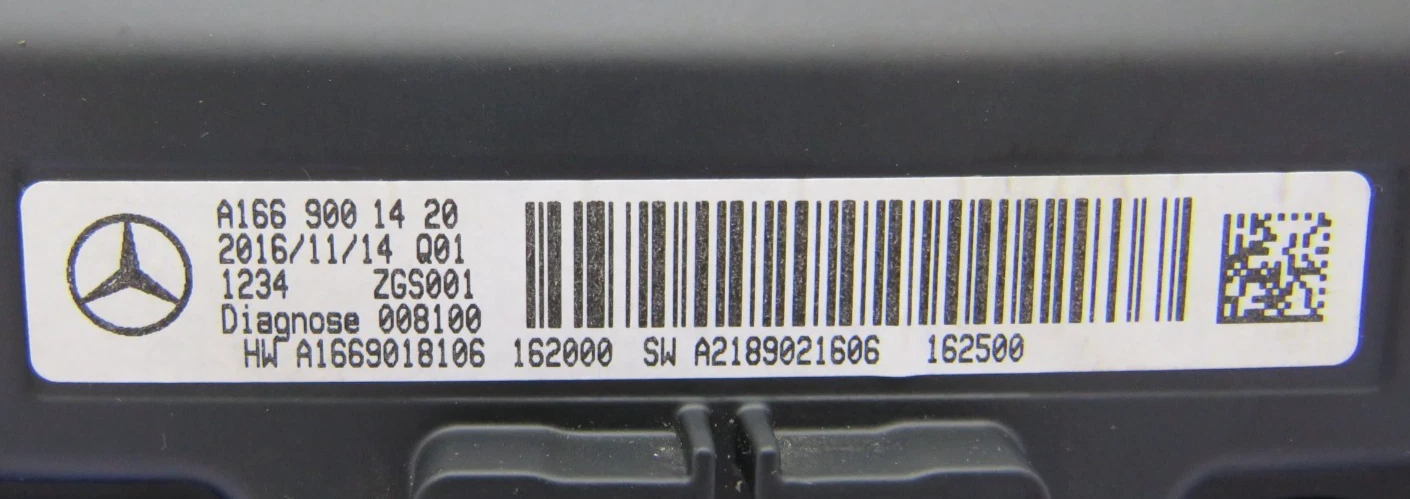 A166 900 14 20
2016/11/14 Q01
1234 ZGS001
Diagnose 008100
HW A1669018106 162000 SW A2189021606 162500